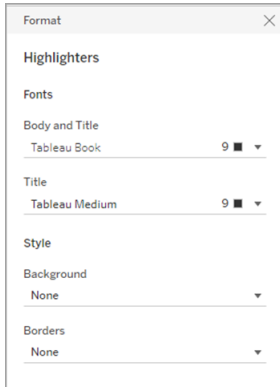 Format
Highlighters
Fonts
Body and Title
Tableau Book 9
Title
Tableau Medium 9
Style
Background
None
Borders
None